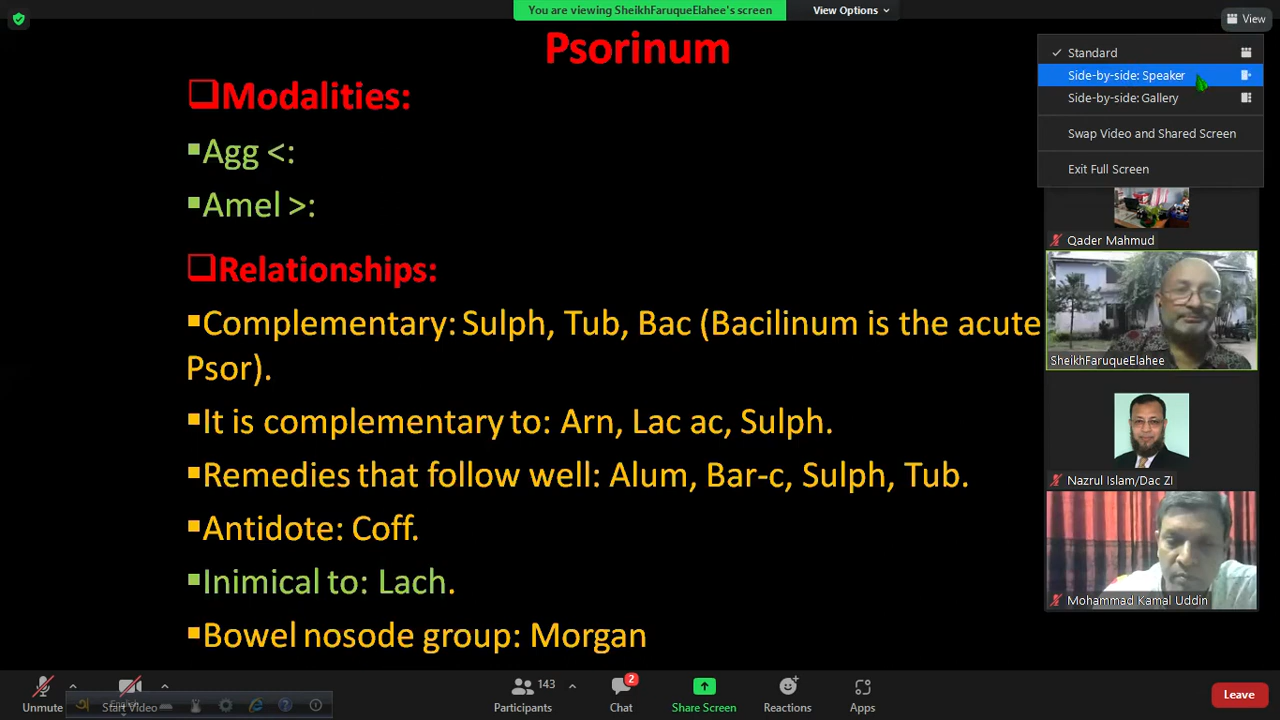 You are viewing SheikhFaruqueElahee's screen
View Options
View
Psorinum
Standard
Side-by-side: Speaker
Side-by-side: Gallery
Swap Video and Shared Screen
Exit Full Screen
❑Modalities:
▪Agg <:
▪Amel >:
❑Relationships:
▪Complementary: Sulph, Tub, Bac (Bacilinum is the acute
Psor).
▪It is complementary to: Arn, Lac ac, Sulph.
▪Remedies that follow well: Alum, Bar-c, Sulph, Tub.
▪Antidote: Coff.
▪Inimical to: Lach.
▪Bowel nosode group: Morgan
Qader Mahmud
SheikhFaruqueElahee
Nazrul Islam/Dac ZI
Mohammad Kamal Uddin
Unmute
Start Video
English
143
Participants
2
Chat
Share Screen
Reactions
Apps
Leave